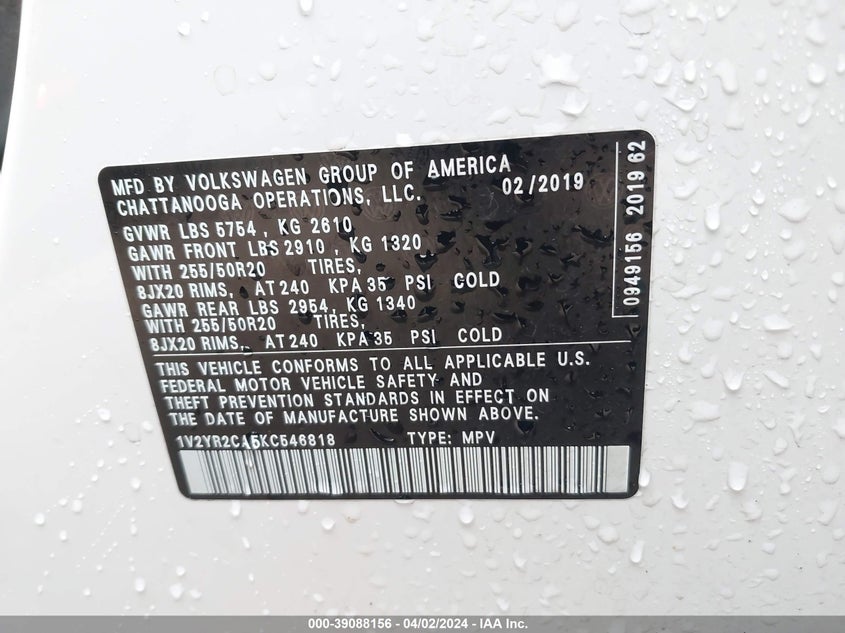 MFD BY VOLKSWAGEN GROUP OF AMERICA
CHATTANOOGA OPERATIONS, LLC. 02/2019
GVWR LBS 5754 , KG 2610
GAWR FRONT LBS 2910 , KG 1320
WITH 255/50R20 TIRES,
8JX20 RIMS, AT 240 KPA 35 PSI COLD
GAWR REAR LBS 2954, KG 1340
WITH 255/50R20 TIRES,
8JX20 RIMS, AT 240 KPA 35 PSI COLD
THIS VEHICLE CONFORMS TO ALL APPLICABLE U.S.
FEDERAL MOTOR VEHICLE SAFETY AND
THEFT PREVENTION STANDARDS IN EFFECT ON
THE DATE OF MANUFACTURE SHOWN ABOVE.
1V2YR2CA5KC546818 TYPE: MPV
0949156 2019 62
000-39088156 - 04/02/2024 - IAA Inc.